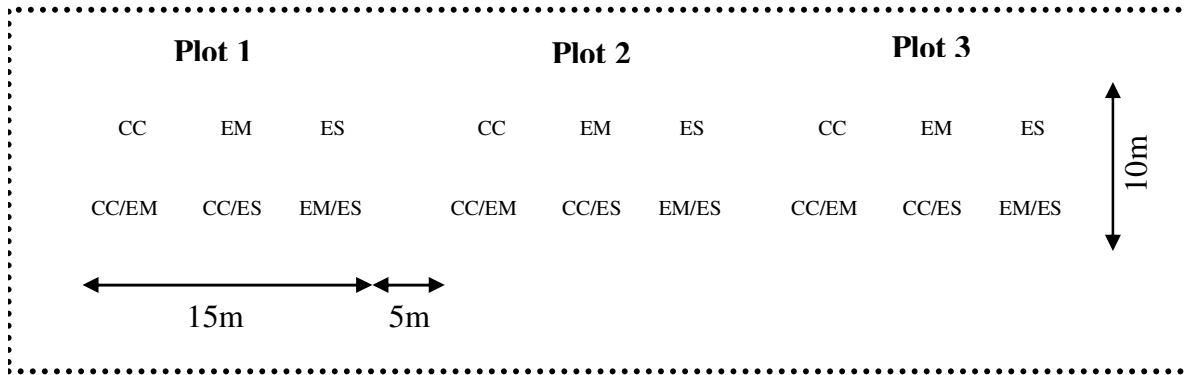 Plot 1 Plot 2 Plot 3
CC EM ES CC EM ES CC EM ES
CC/EM CC/ES EM/ES CC/EM CC/ES EM/ES CC/EM CC/ES EM/ES
10m
15m 5m